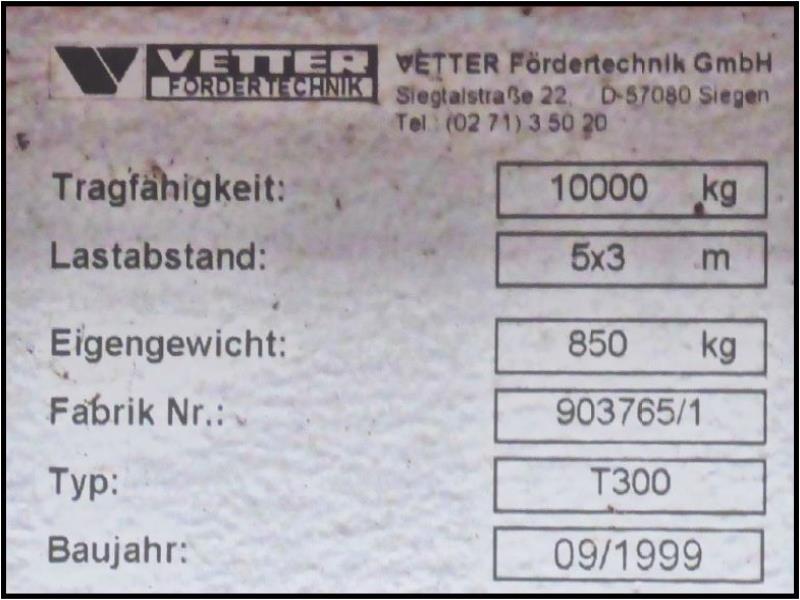 VETTER
FÖRDERTECHNIK
VETTER Fördertechnik GmbH
Siegtalstraße 22, D-57080 Siegen
Tel.: (02 71) 3 50 20
Tragfähigkeit: 10000 kg
Lastabstand: 5x3 m
Eigengewicht: 850 kg
Fabrik Nr.: 903765/1
Typ: T300
Baujahr: 09/1999